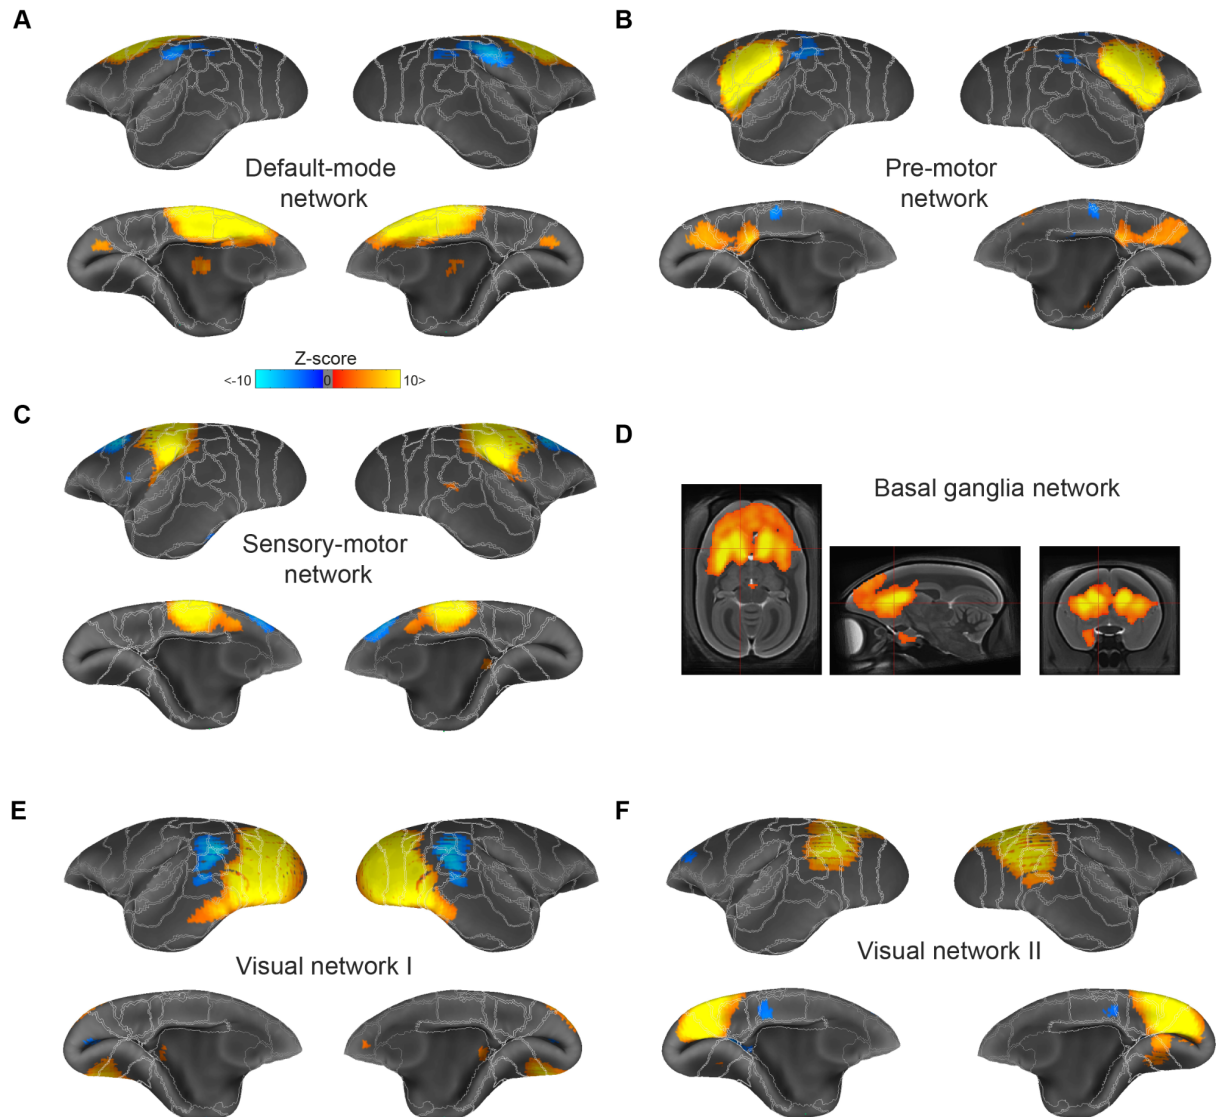 A
B
Default-mode
network
Pre-motor
network
Z-score
<-10 0 10>
C
D
Basal ganglia network
Sensory-motor
network
E
F
Visual network I
Visual network II